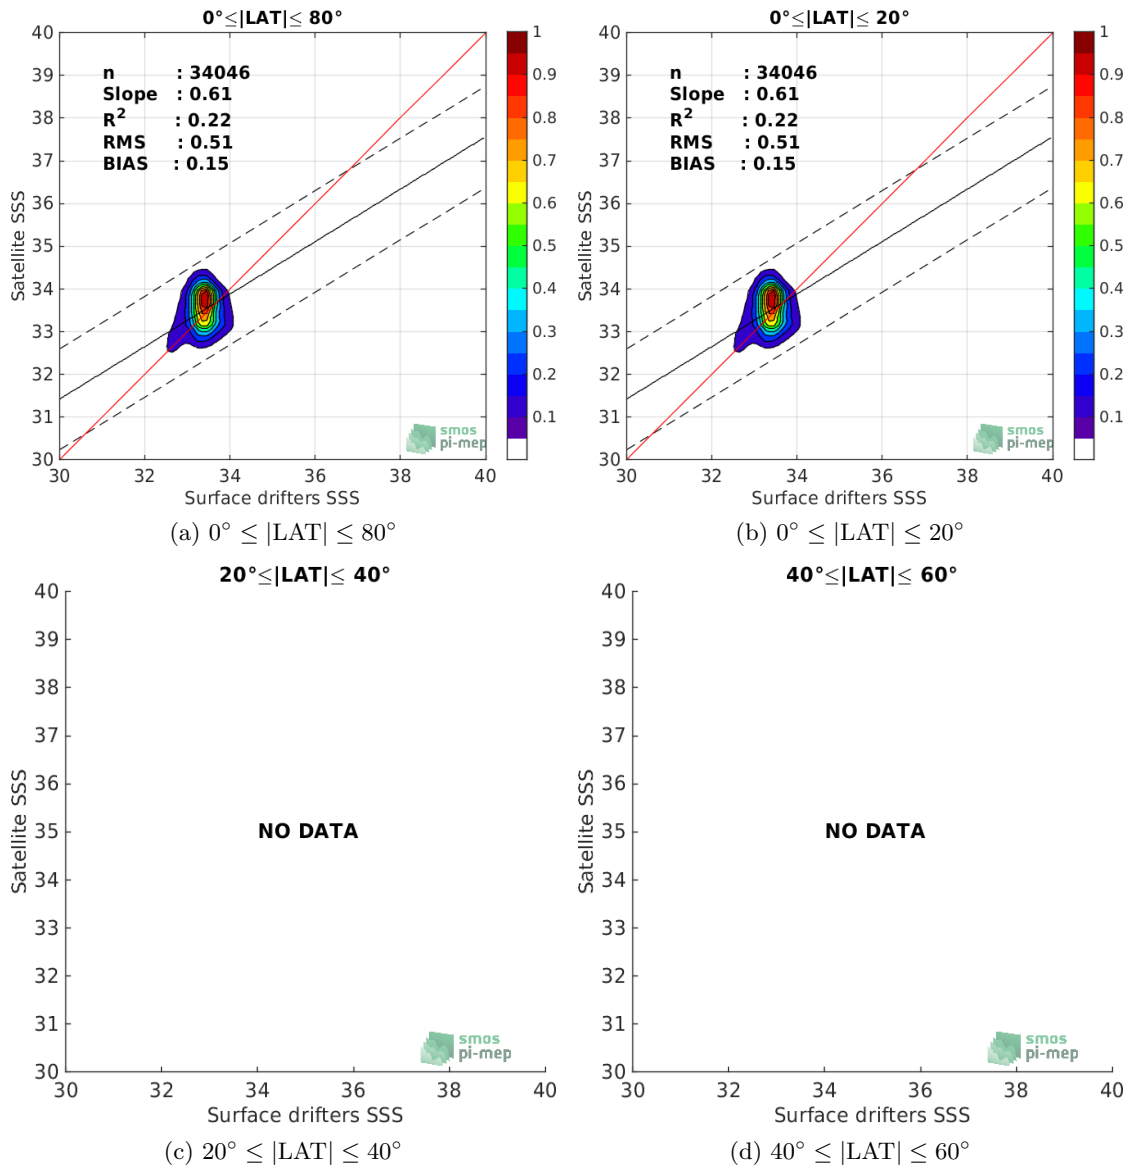 0°≤|LAT|≤ 80°
40
39
38
37
36
35
34
33
32
31
30
n : 34046
Slope : 0.61
R² : 0.22
RMS : 0.51
BIAS : 0.15
Satellite SSS
smos
pi-mep
30 32 34 36 38 40
Surface drifters SSS
1
0.9
0.8
0.7
0.6
0.5
0.4
0.3
0.2
0.1
(a) 0° ≤ |LAT| ≤ 80°
0°≤|LAT|≤ 20°
40
39
38
37
36
35
34
33
32
31
30
n : 34046
Slope : 0.61
R² : 0.22
RMS : 0.51
BIAS : 0.15
Satellite SSS
smos
pi-mep
30 32 34 36 38 40
Surface drifters SSS
1
0.9
0.8
0.7
0.6
0.5
0.4
0.3
0.2
0.1
(b) 0° ≤ |LAT| ≤ 20°
20°≤|LAT|≤ 40°
40
39
38
37
36
35
34
33
32
31
30
Satellite SSS
NO DATA
smos
pi-mep
30 32 34 36 38 40
Surface drifters SSS
(c) 20° ≤ |LAT| ≤ 40°
40°≤|LAT|≤ 60°
40
39
38
37
36
35
34
33
32
31
30
Satellite SSS
NO DATA
smos
pi-mep
30 32 34 36 38 40
Surface drifters SSS
(d) 40° ≤ |LAT| ≤ 60°